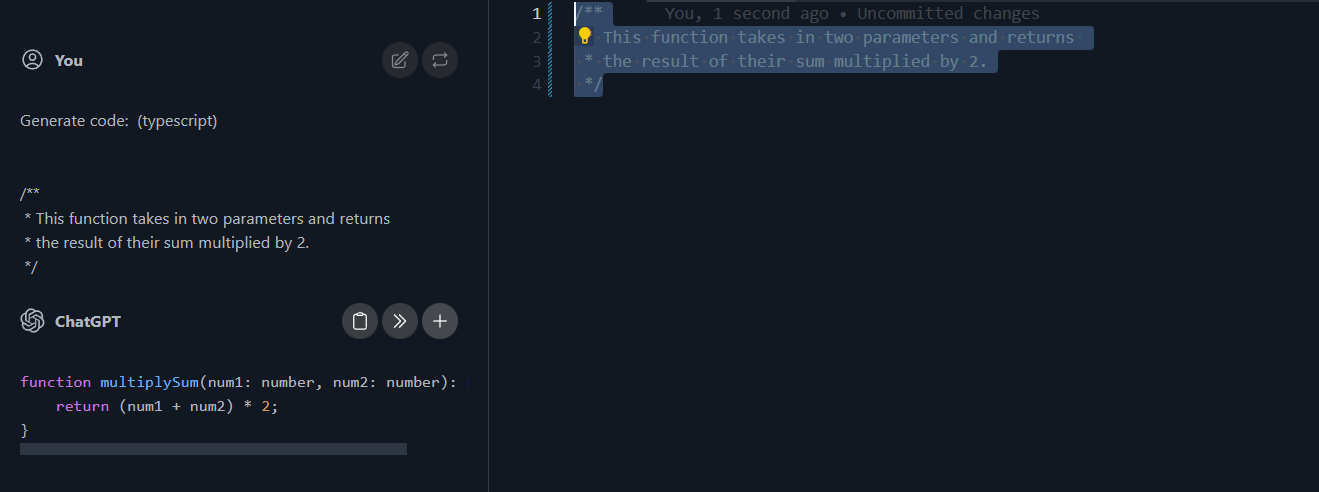 You
Generate code:  (typescript)
/**
 * This function takes in two parameters and returns
 * the result of their sum multiplied by 2.
 */
ChatGPT
function multiplySum(num1: number, num2: number):
    return (num1 + num2) * 2;
}
1 /** You, 1 second ago • Uncommitted changes
2 This function takes in two parameters and returns
3 * the result of their sum multiplied by 2.
4 */